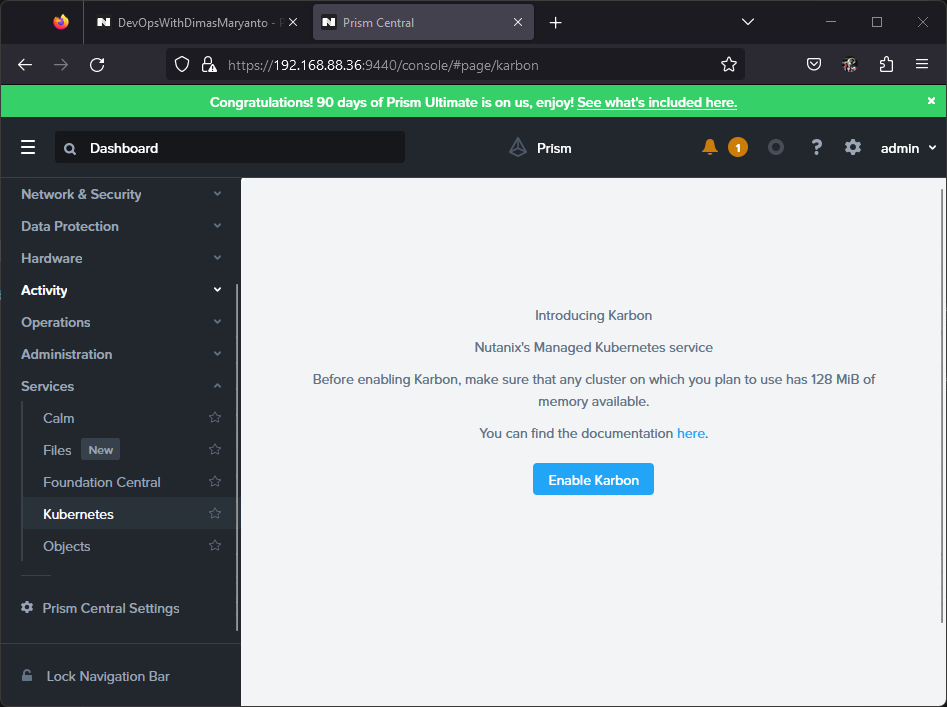 DevOpsWithDimasMaryanto - P
Prism Central
https://192.168.88.36:9440/console/#page/karbon
Congratulations! 90 days of Prism Ultimate is on us, enjoy! See what's included here.
Dashboard
Prism
1
?
admin
Network & Security
Data Protection
Hardware
Activity
Operations
Administration
Services
Calm
Files New
Foundation Central
Kubernetes
Objects
Prism Central Settings
Lock Navigation Bar
Introducing Karbon
Nutanix's Managed Kubernetes service
Before enabling Karbon, make sure that any cluster on which you plan to use has 128 MiB of
memory available.
You can find the documentation here.
Enable Karbon